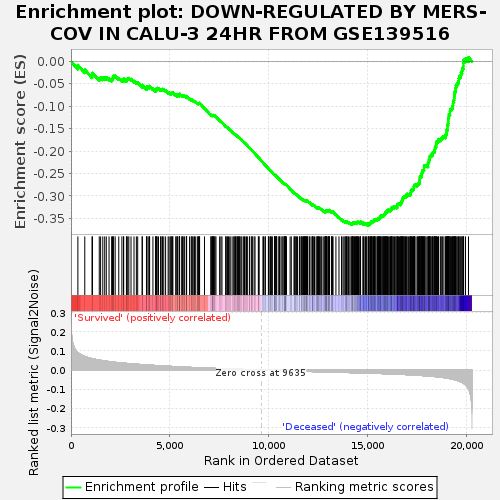 Enrichment plot: DOWN-REGULATED BY MERS-
COV IN CALU-3 24HR FROM GSE139516
Enrichment score (ES)
0.00
-0.05
-0.10
-0.15
-0.20
-0.25
-0.30
-0.35
Ranked list metric (Signal2Noise)
'Survived' (positively correlated)
0.3
0.2
0.1
0.0
-0.1
-0.2
-0.3
Zero cross at 9635
'Deceased' (negatively correlated)
0 5,000 10,000 15,000 20,000
Rank in Ordered Dataset
Enrichment profile Hits Ranking metric scores